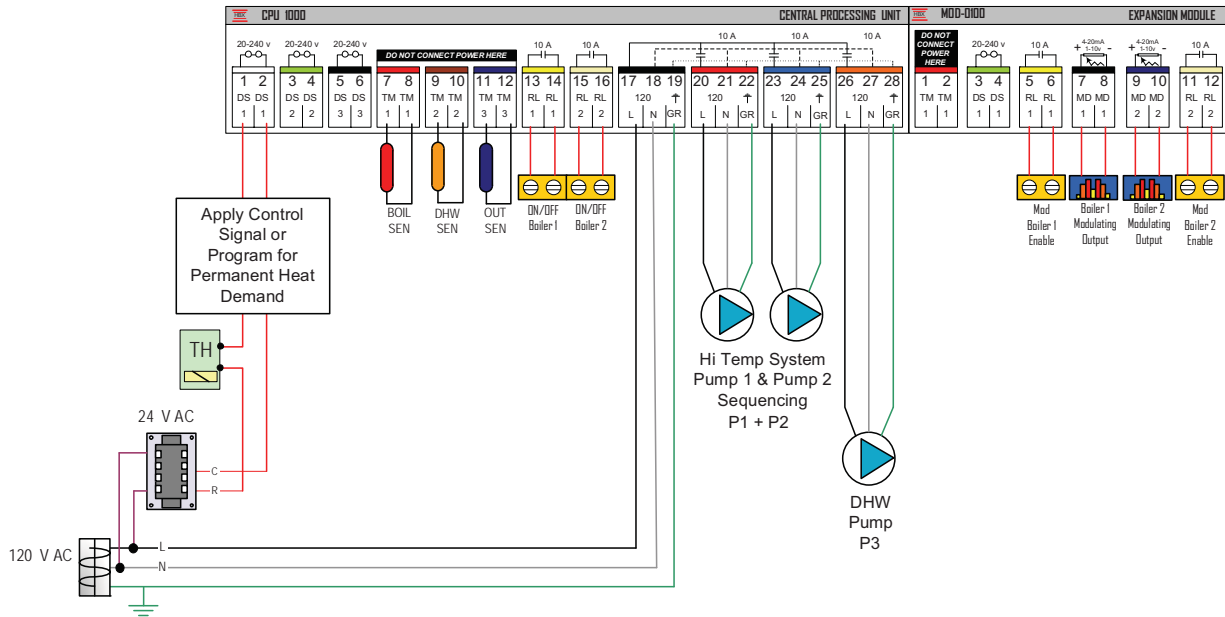 HBX CPU 1000 CENTRAL PROCESSING UNIT HBX MOD-0100 EXPANSION MODULE
20-240 v 20-240 v 20-240 v DO NOT CONNECT POWER HERE 10 A 10 A 10 A 10 A 10 A
DO NOT
CONNECT
POWER
HERE
20-240 v 10 A + 4-20mA - + 4-20mA - 10 A
1-10v 1-10v
1 2 3 4 5 6 7 8 9 10 11 12 13 14 15 16 17 18 19 20 21 22 23 24 25 26 27 28 1 2 3 4 5 6 7 8 9 10 11 12
DS DS DS DS DS DS TM TM TM TM TM TM RL RL RL RL 120 120 120 120 TM TM DS DS RL RL MD MD MD MD RL RL
1 1 2 2 3 3 1 1 2 2 3 3 1 1 2 2 L N GR L N GR L N GR L N GR 1 1 1 1 1 1 1 1 2 2 2 2
Apply Control
Signal or
Program for
Permanent Heat
Demand
BOIL
SEN
DHW
SEN
OUT
SEN
ON/OFF
Boiler 1
ON/OFF
Boiler 2
Mod
Boiler 1
Enable
Boiler 1
Modulating
Output
Boiler 2
Modulating
Output
Mod
Boiler 2
Enable
TH
Hi Temp System
Pump 1 & Pump 2
Sequencing
P1 + P2
24 V AC
C
R
DHW
Pump
P3
120 V AC
L
N